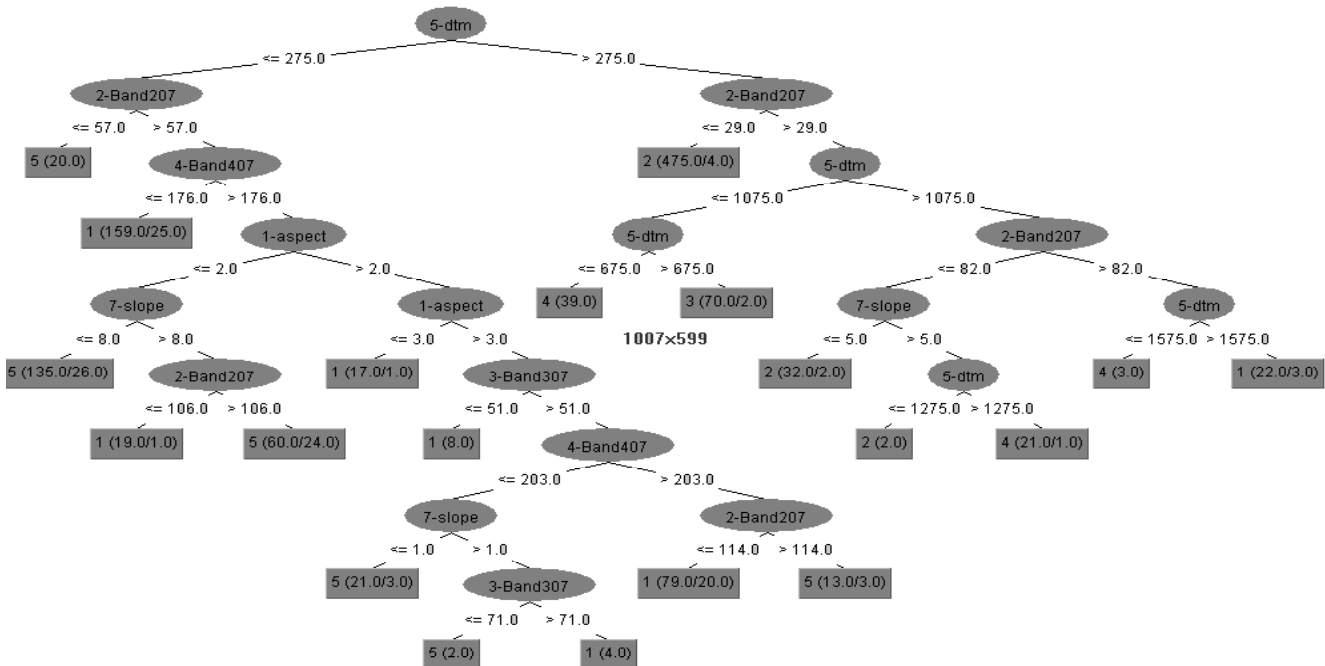 5-dtm
<= 275.0 > 275.0
2-Band207 2-Band207
<= 57.0 > 57.0 <= 29.0 > 29.0
5 (20.0) 4-Band407 2 (475.0/4.0) 5-dtm
<= 176.0 > 176.0 <= 1075.0 > 1075.0
1 (159.0/25.0) 1-aspect 5-dtm 2-Band207
<= 2.0 > 2.0 <= 675.0 > 675.0 <= 82.0 > 82.0
7-slope 1-aspect 4 (39.0) 3 (70.0/2.0) 7-slope 5-dtm
<= 8.0 > 8.0 <= 3.0 > 3.0 1007×599 <= 5.0 > 5.0 <= 1575.0 > 1575.0
5 (135.0/26.0) 2-Band207 1 (17.0/1.0) 3-Band307 2 (32.0/2.0) 5-dtm 4 (3.0) 1 (22.0/3.0)
<= 106.0 > 106.0 <= 51.0 > 51.0 <= 1275.0 > 1275.0
1 (19.0/1.0) 5 (60.0/24.0) 1 (8.0) 4-Band407 2 (2.0) 4 (21.0/1.0)
<= 203.0 > 203.0
7-slope 2-Band207
<= 1.0 > 1.0 <= 114.0 > 114.0
5 (21.0/3.0) 3-Band307 1 (79.0/20.0) 5 (13.0/3.0)
<= 71.0 > 71.0
5 (2.0) 1 (4.0)